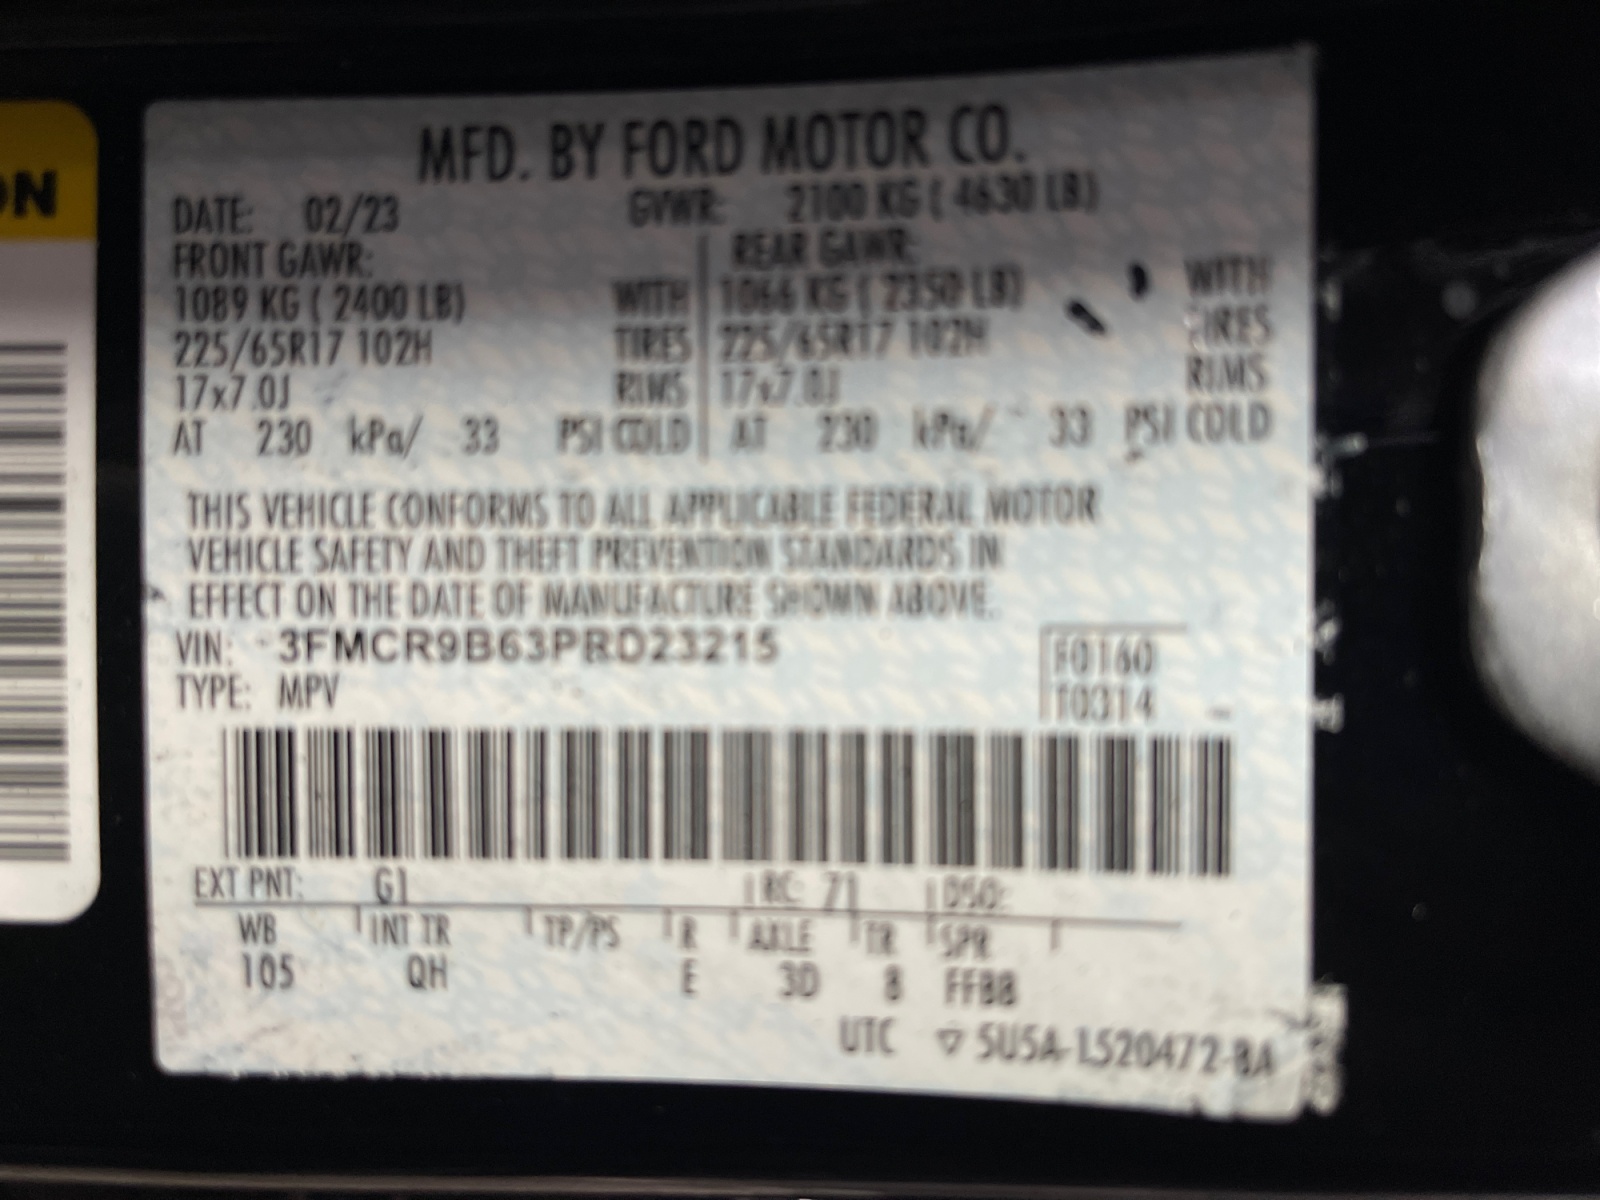 ON
MFD. BY FORD MOTOR CO.
DATE: 02/23 GVWR: 2100 KG ( 4630 LB)
FRONT GAWR: REAR GAWR:
1089 KG ( 2400 LB) WITH 1066 KG ( 2350 LB) WITH
225/65R17 102H TIRES 225/65R17 102H TIRES
17x7.0J RIMS 17x7.0J RIMS
AT 230 kPa/ 33 PSI COLD AT 230 kPa/ 33 PSI COLD
THIS VEHICLE CONFORMS TO ALL APPLICABLE FEDERAL MOTOR
VEHICLE SAFETY AND THEFT PREVENTION STANDARDS IN
EFFECT ON THE DATE OF MANUFACTURE SHOWN ABOVE.
VIN: 3FMCR9B63PRD23215 F0160
TYPE: MPV T0314
EXT PNT: G1 RC: 71 DSO:
WB INT TR TP/PS R AXLE TR SPR
105 QH E 3D 8 FFBB
UTC ▽ 5U5A-1520472-BA